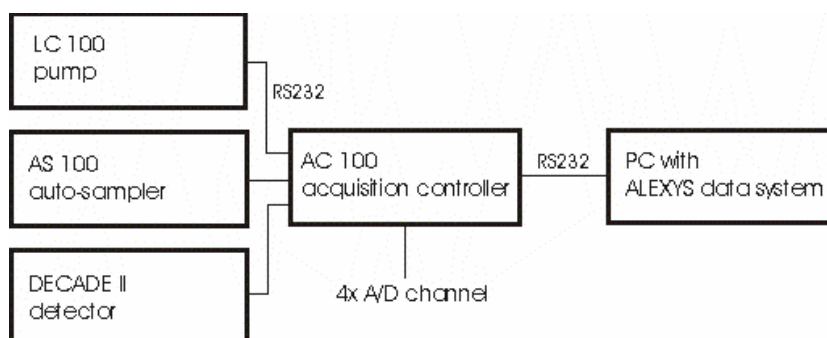 LC 100
pump
RS232
AS 100
auto-sampler
AC 100
acquisition controller
RS232
PC with
ALEXYS data system
DECADE II
detector
4x A/D channel